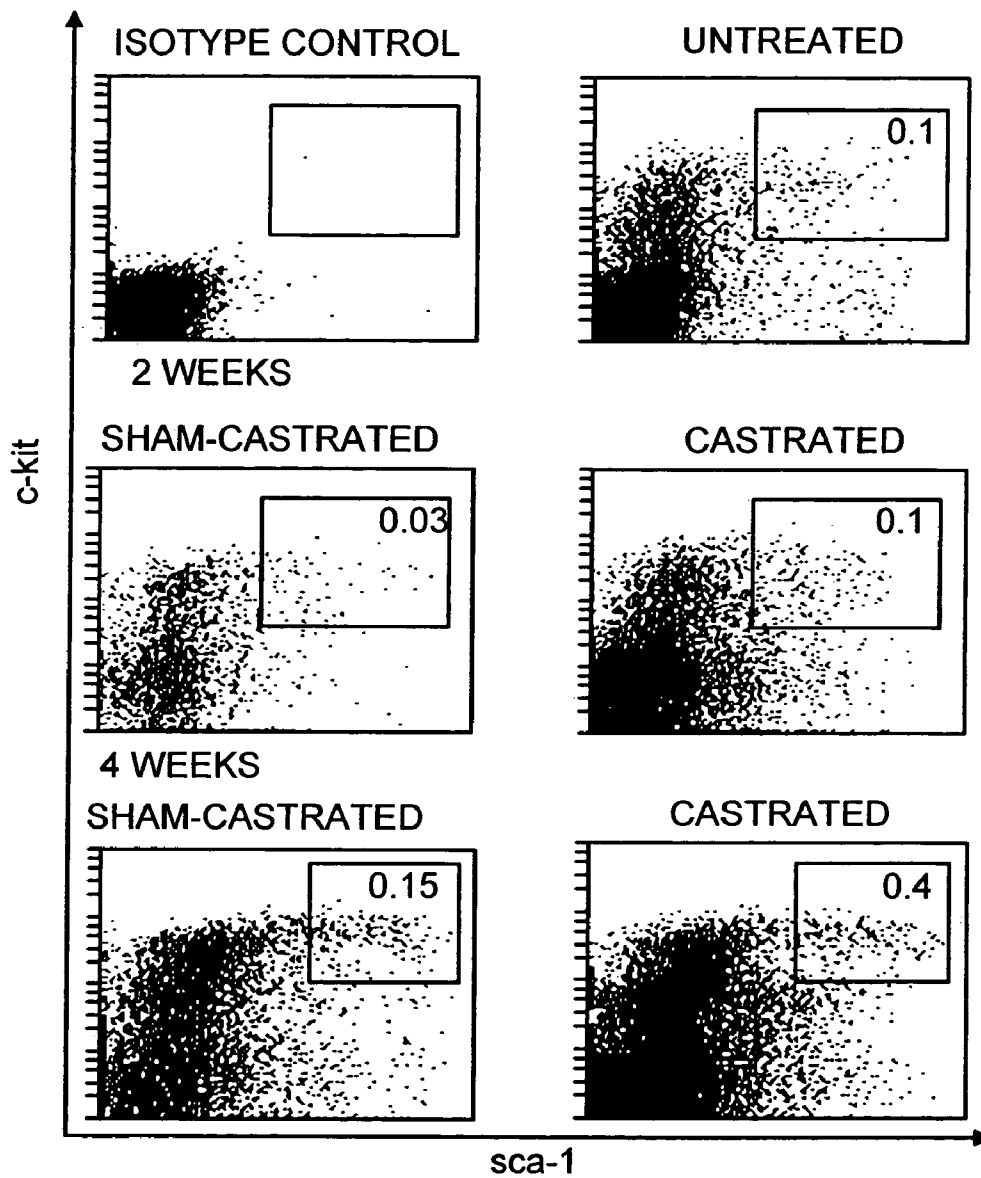 ISOTYPE CONTROL
UNTREATED
0.1
2 WEEKS
SHAM-CASTRATED
CASTRATED
0.03
0.1
4 WEEKS
SHAM-CASTRATED
CASTRATED
0.15
0.4
c-kit
sca-1